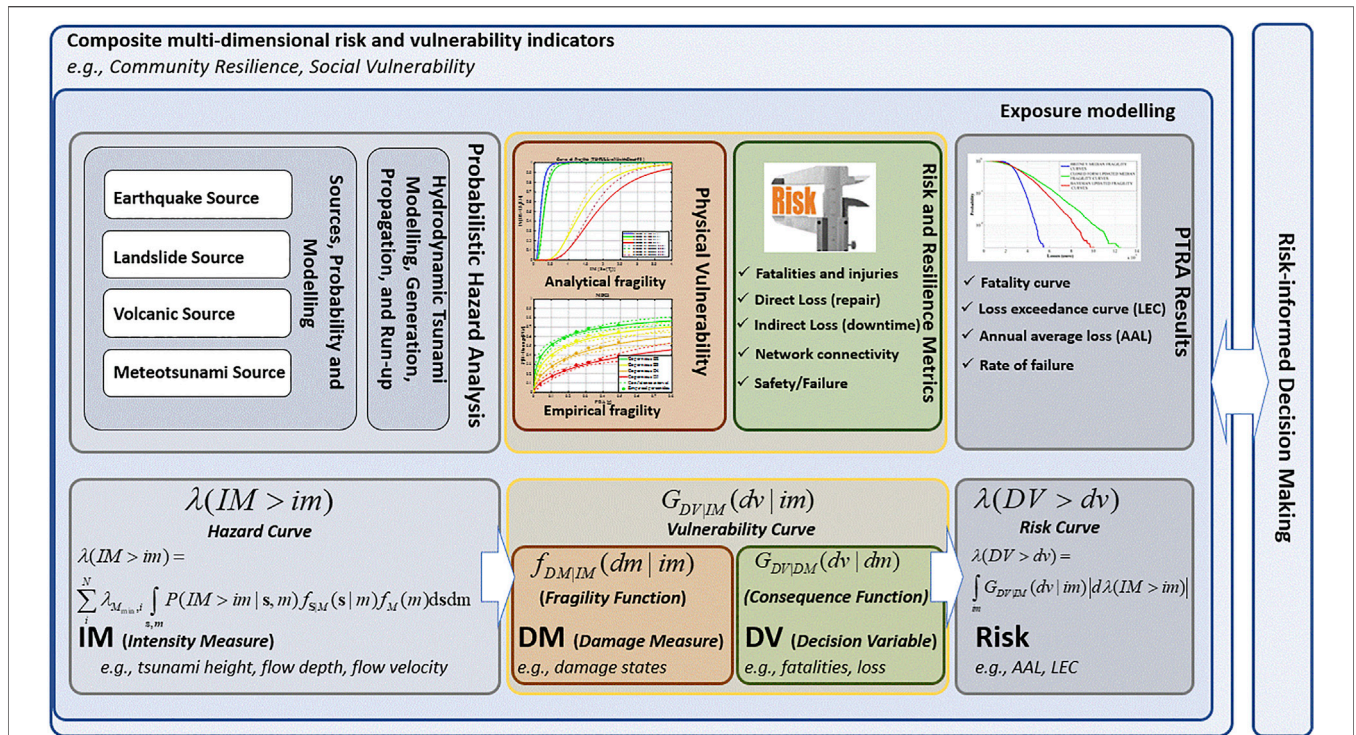 Composite multi-dimensional risk and vulnerability indicators
e.g., Community Resilience, Social Vulnerability
Exposure modelling
Earthquake Source
Landslide Source
Volcanic Source
Meteotsunami Source
Sources, Probability and
Modelling
Hydrodynamic Tsunami
Modelling, Generation,
Propagation, and Run-up
Probabilistic Hazard Analysis
Analytical fragility
Empirical fragility
Physical Vulnerability
Risk
✓ Fatalities and injuries
✓ Direct Loss (repair)
✓ Indirect Loss (downtime)
✓ Network connectivity
✓ Safety/Failure
Risk and Resilience Metrics
Probability
✓ Fatality curve
✓ Loss exceedance curve (LEC)
✓ Annual average loss (AAL)
✓ Rate of failure
PTRA Results
Risk-informed Decision Making
λ(IM > im)
Hazard Curve
λ(IM > im) =
∑_i^N λ_{M_min,i} ∫_{s,m} P(IM > im | s, m) f_{S|M}(s | m) f_M(m)dsdm
IM (Intensity Measure)
e.g., tsunami height, flow depth, flow velocity
G_{DV|IM}(dv | im)
Vulnerability Curve
f_{DM|IM}(dm | im)
(Fragility Function)
DM (Damage Measure)
e.g., damage states
G_{DV|DM}(dv | dm)
(Consequence Function)
DV (Decision Variable)
e.g., fatalities, loss
λ(DV > dv)
Risk Curve
λ(DV > dv) =
∫_{im} G_{DV|IM}(dv | im)|dλ(IM > im)|
Risk
e.g., AAL, LEC